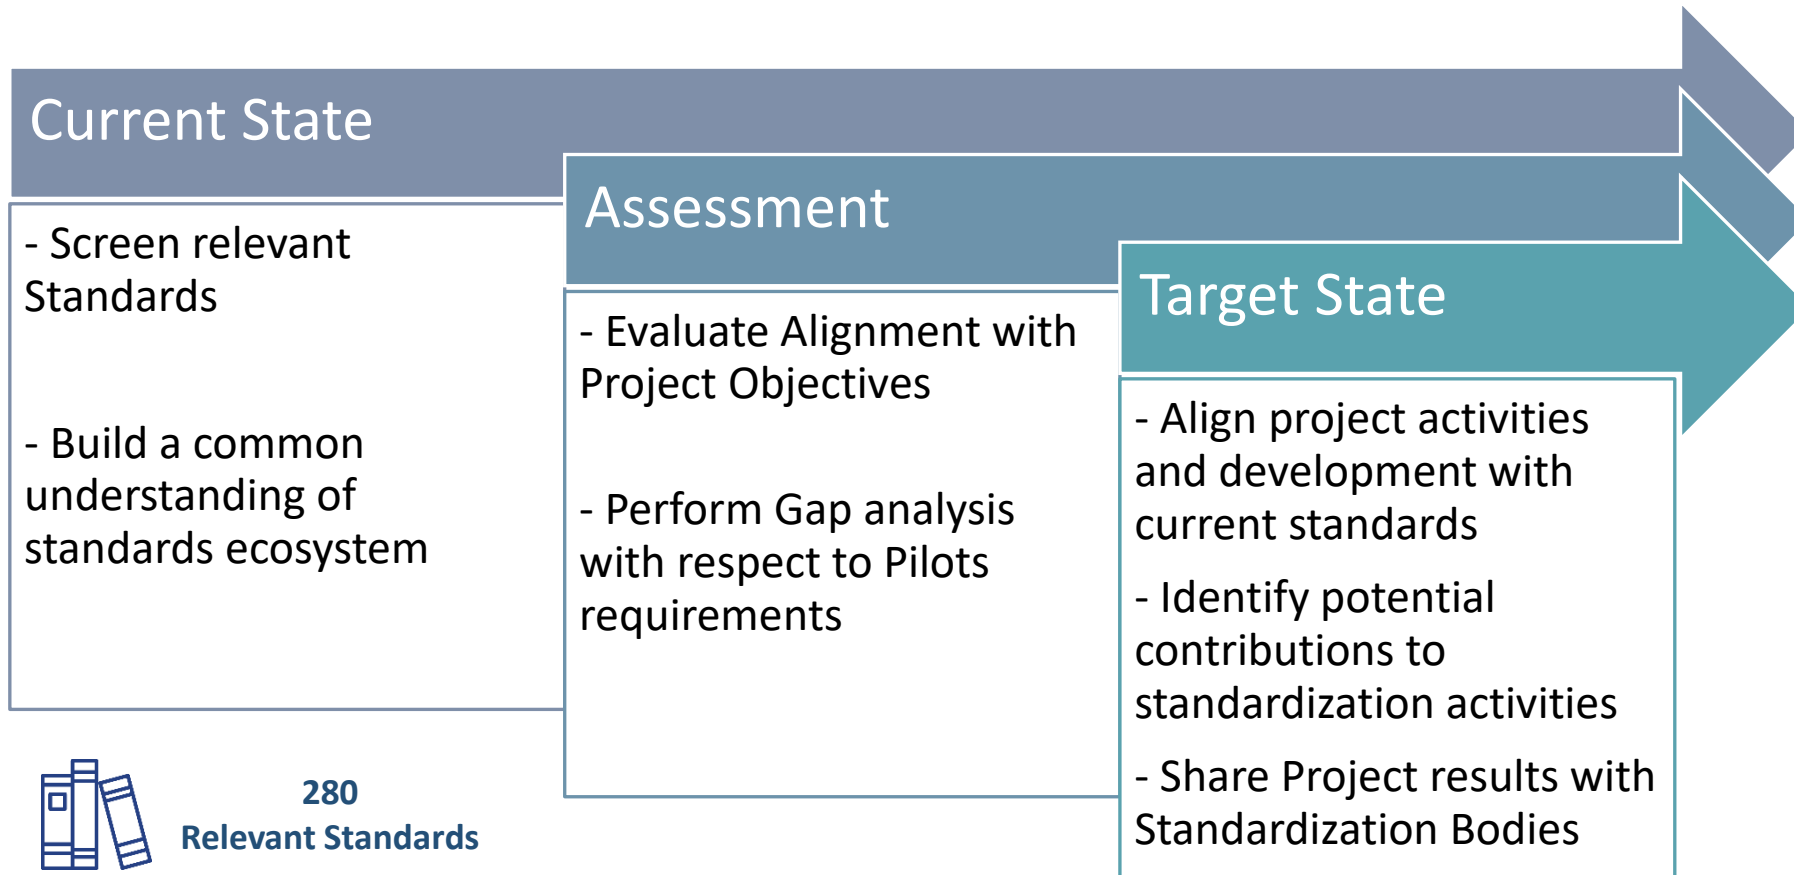 Current State
- Screen relevant
Standards
- Build a common
understanding of
standards ecosystem
280
Relevant Standards
Assessment
- Evaluate Alignment with
Project Objectives
- Perform Gap analysis
with respect to Pilots
requirements
Target State
- Align project activities
and development with
current standards
- Identify potential
contributions to
standardization activities
- Share Project results with
Standardization Bodies